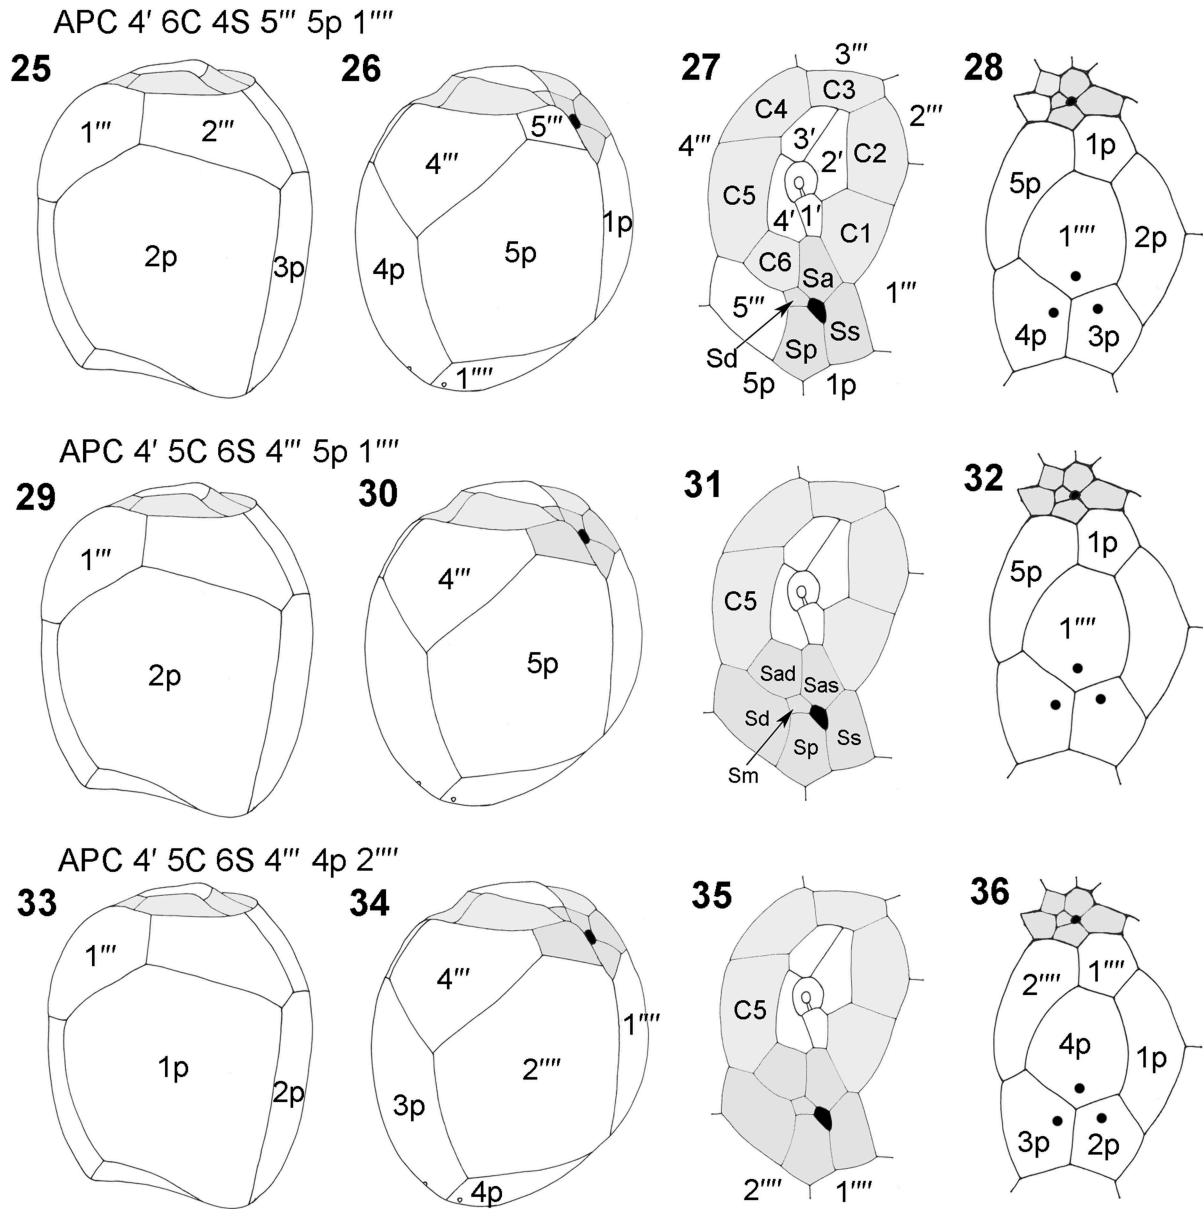 APC 4′ 6C 4S 5‴ 5p 1⁗
25
1‴
2‴
2p
3p
26
5‴
4‴
5p
1p
4p
1⁗
27
3‴
C3
C4
2‴
3′
4‴
2′
C2
C5
4′
1′
C1
C6
Sa
5‴
1‴
Ss
Sd
Sp
5p
1p
28
1p
5p
1⁗
2p
4p
3p
APC 4′ 5C 6S 4‴ 5p 1⁗
29
1‴
2p
30
4‴
5p
31
C5
Sad
Sas
Sd
Ss
Sp
Sm
32
1p
5p
1⁗
APC 4′ 5C 6S 4‴ 4p 2⁗
33
1‴
1p
2p
34
4‴
1⁗
2⁗
3p
4p
35
C5
2⁗
1⁗
36
2⁗
1⁗
4p
1p
3p
2p